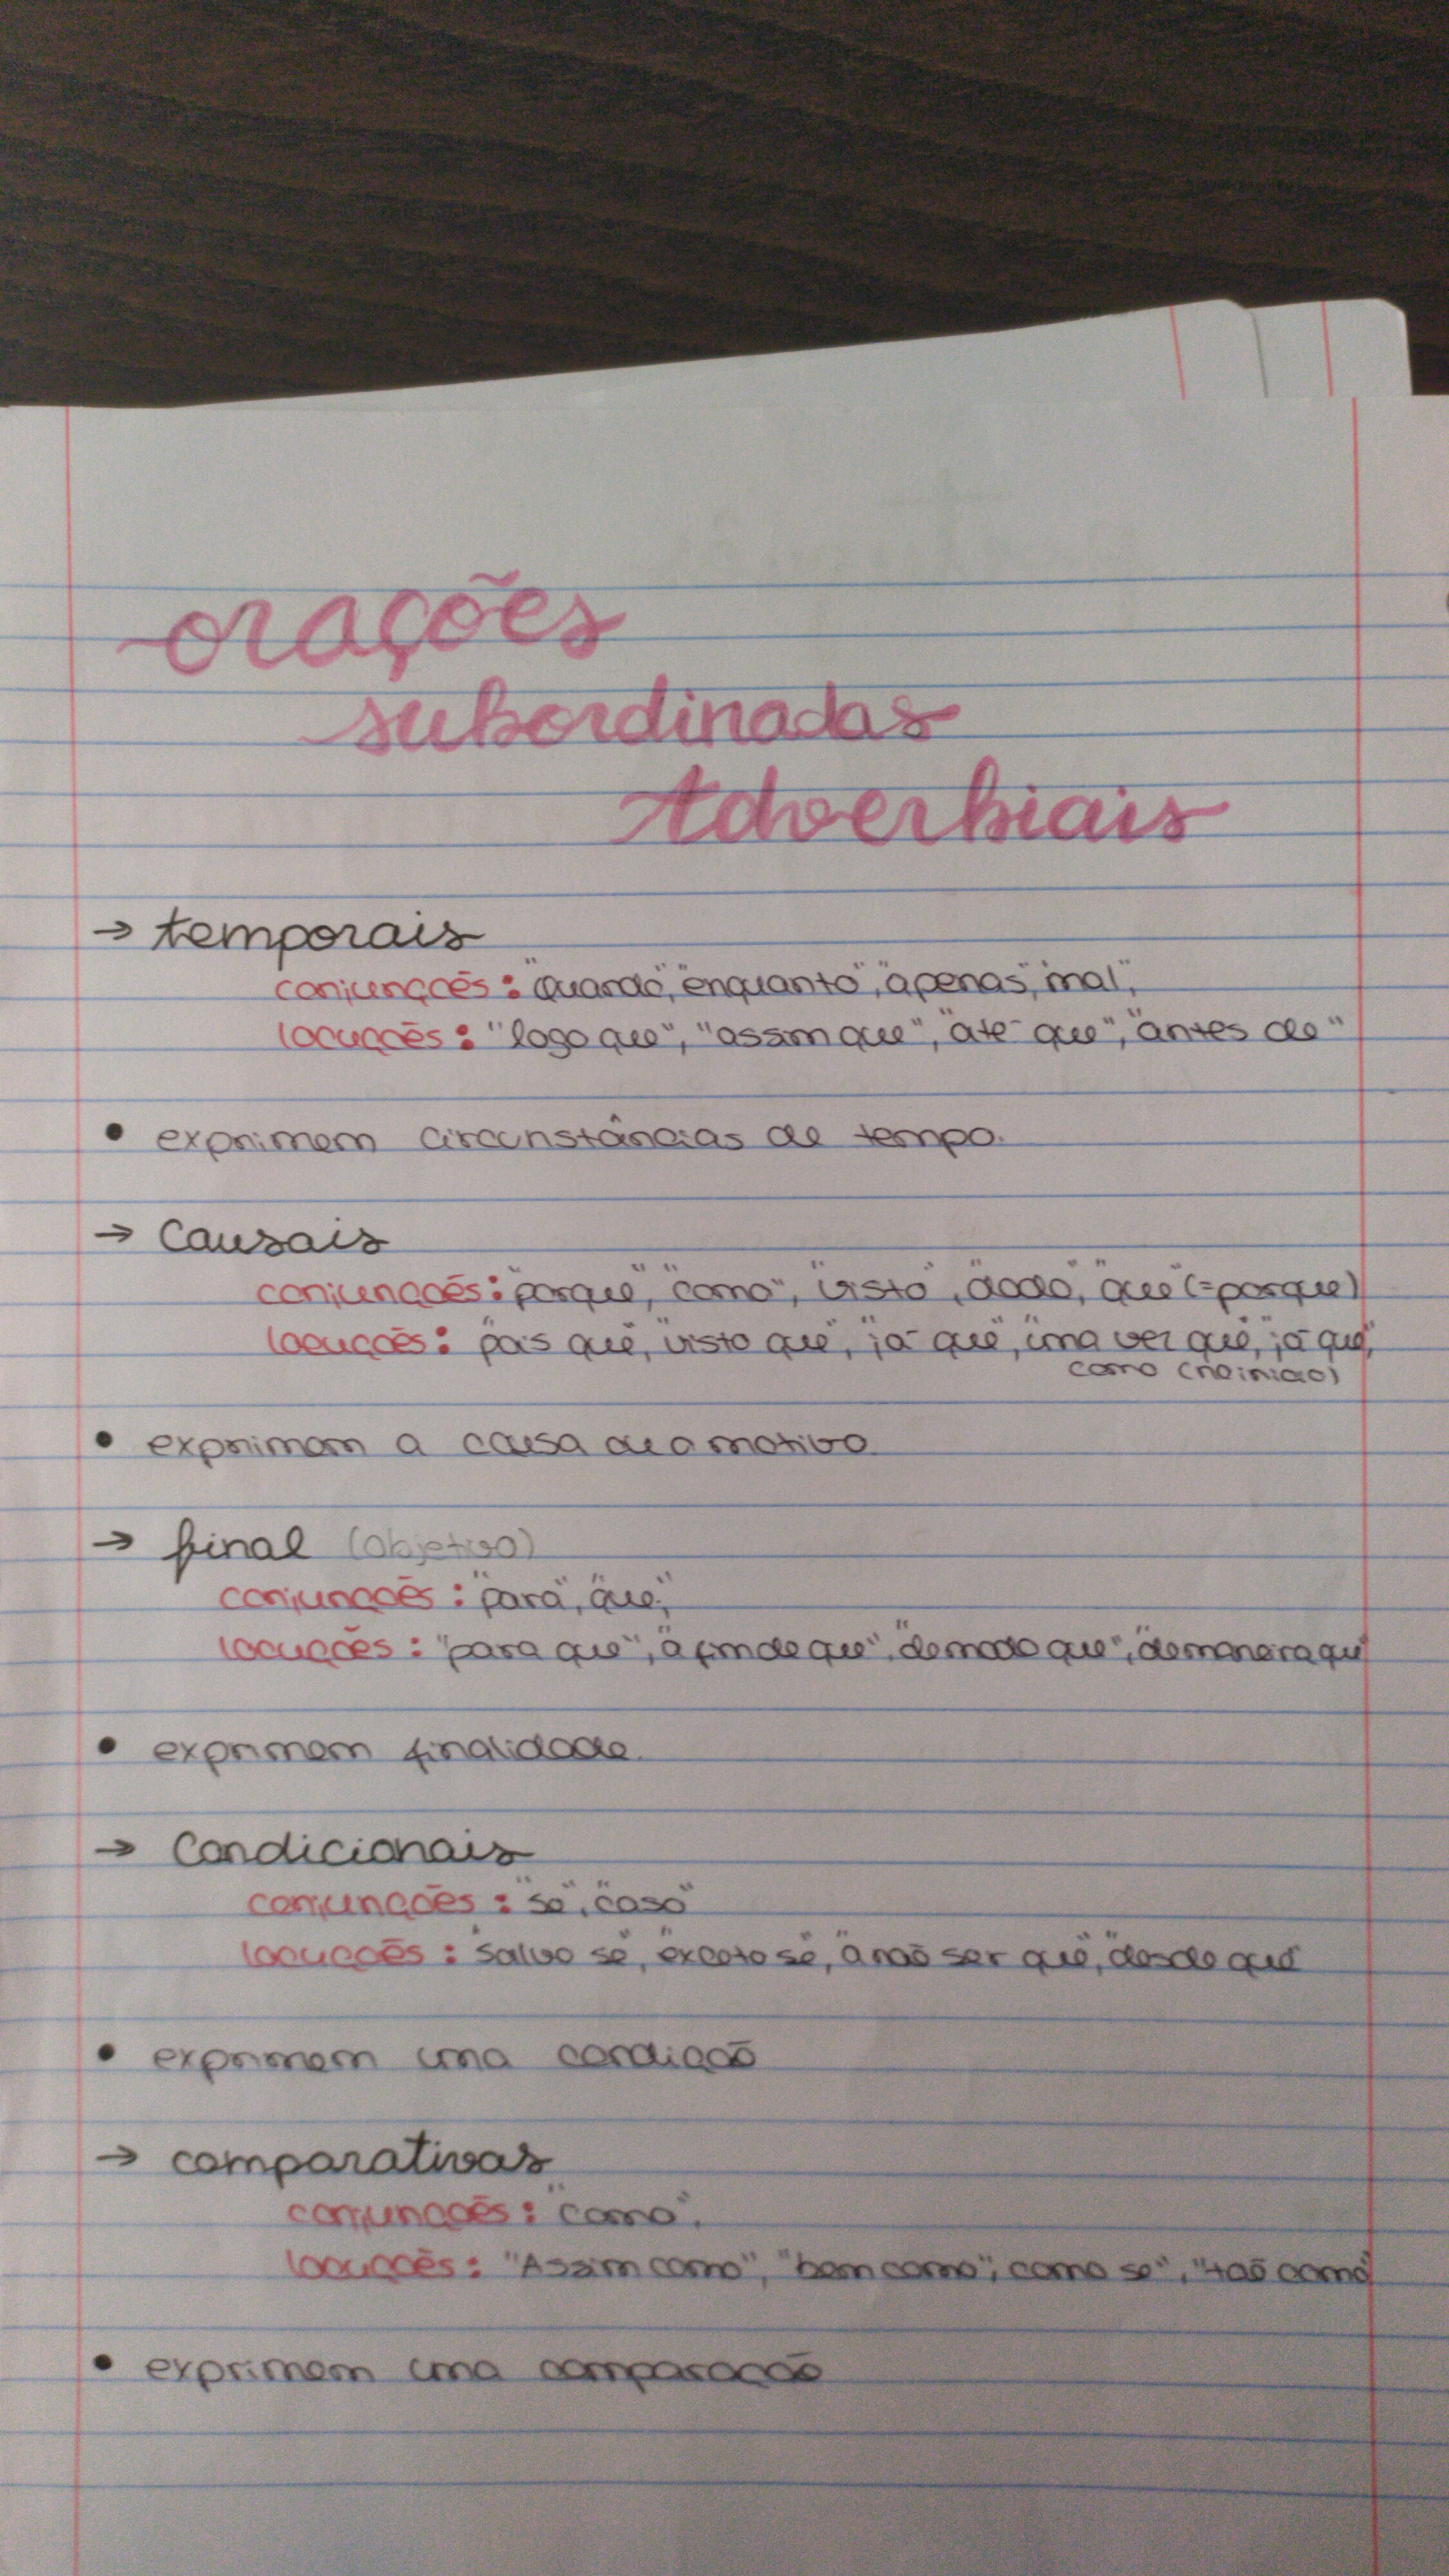 orações
subordinadas
Adverbiais
→ temporais
conjunções: "quando", "enquanto", "apenas", "mal",
locuções: "logo que", "assim que", "até que", "antes de"
• exprimem circunstâncias de tempo.
→ Causais
conjunções: "porque", "como", "visto", "dado", "que" (=porque)
locuções: "pois que", "visto que", "já que", "uma vez que", "já que",
como (no inicio)
• exprimem a causa ou o motivo
→ final (objetivo)
conjunções: "para", "que",
locuções: "para que", "a fim de que", "de modo que", "de maneira que"
• exprimem finalidade.
→ Condicionais
conjunções: "se", "caso"
locuções: "salvo se", "exceto se", "a não ser que", "desde que"
• exprimem uma condição
→ comparativas
conjunções: "como".
locuções: "Assim como", "bem como", "como se", "tão como"
• exprimem uma comparação